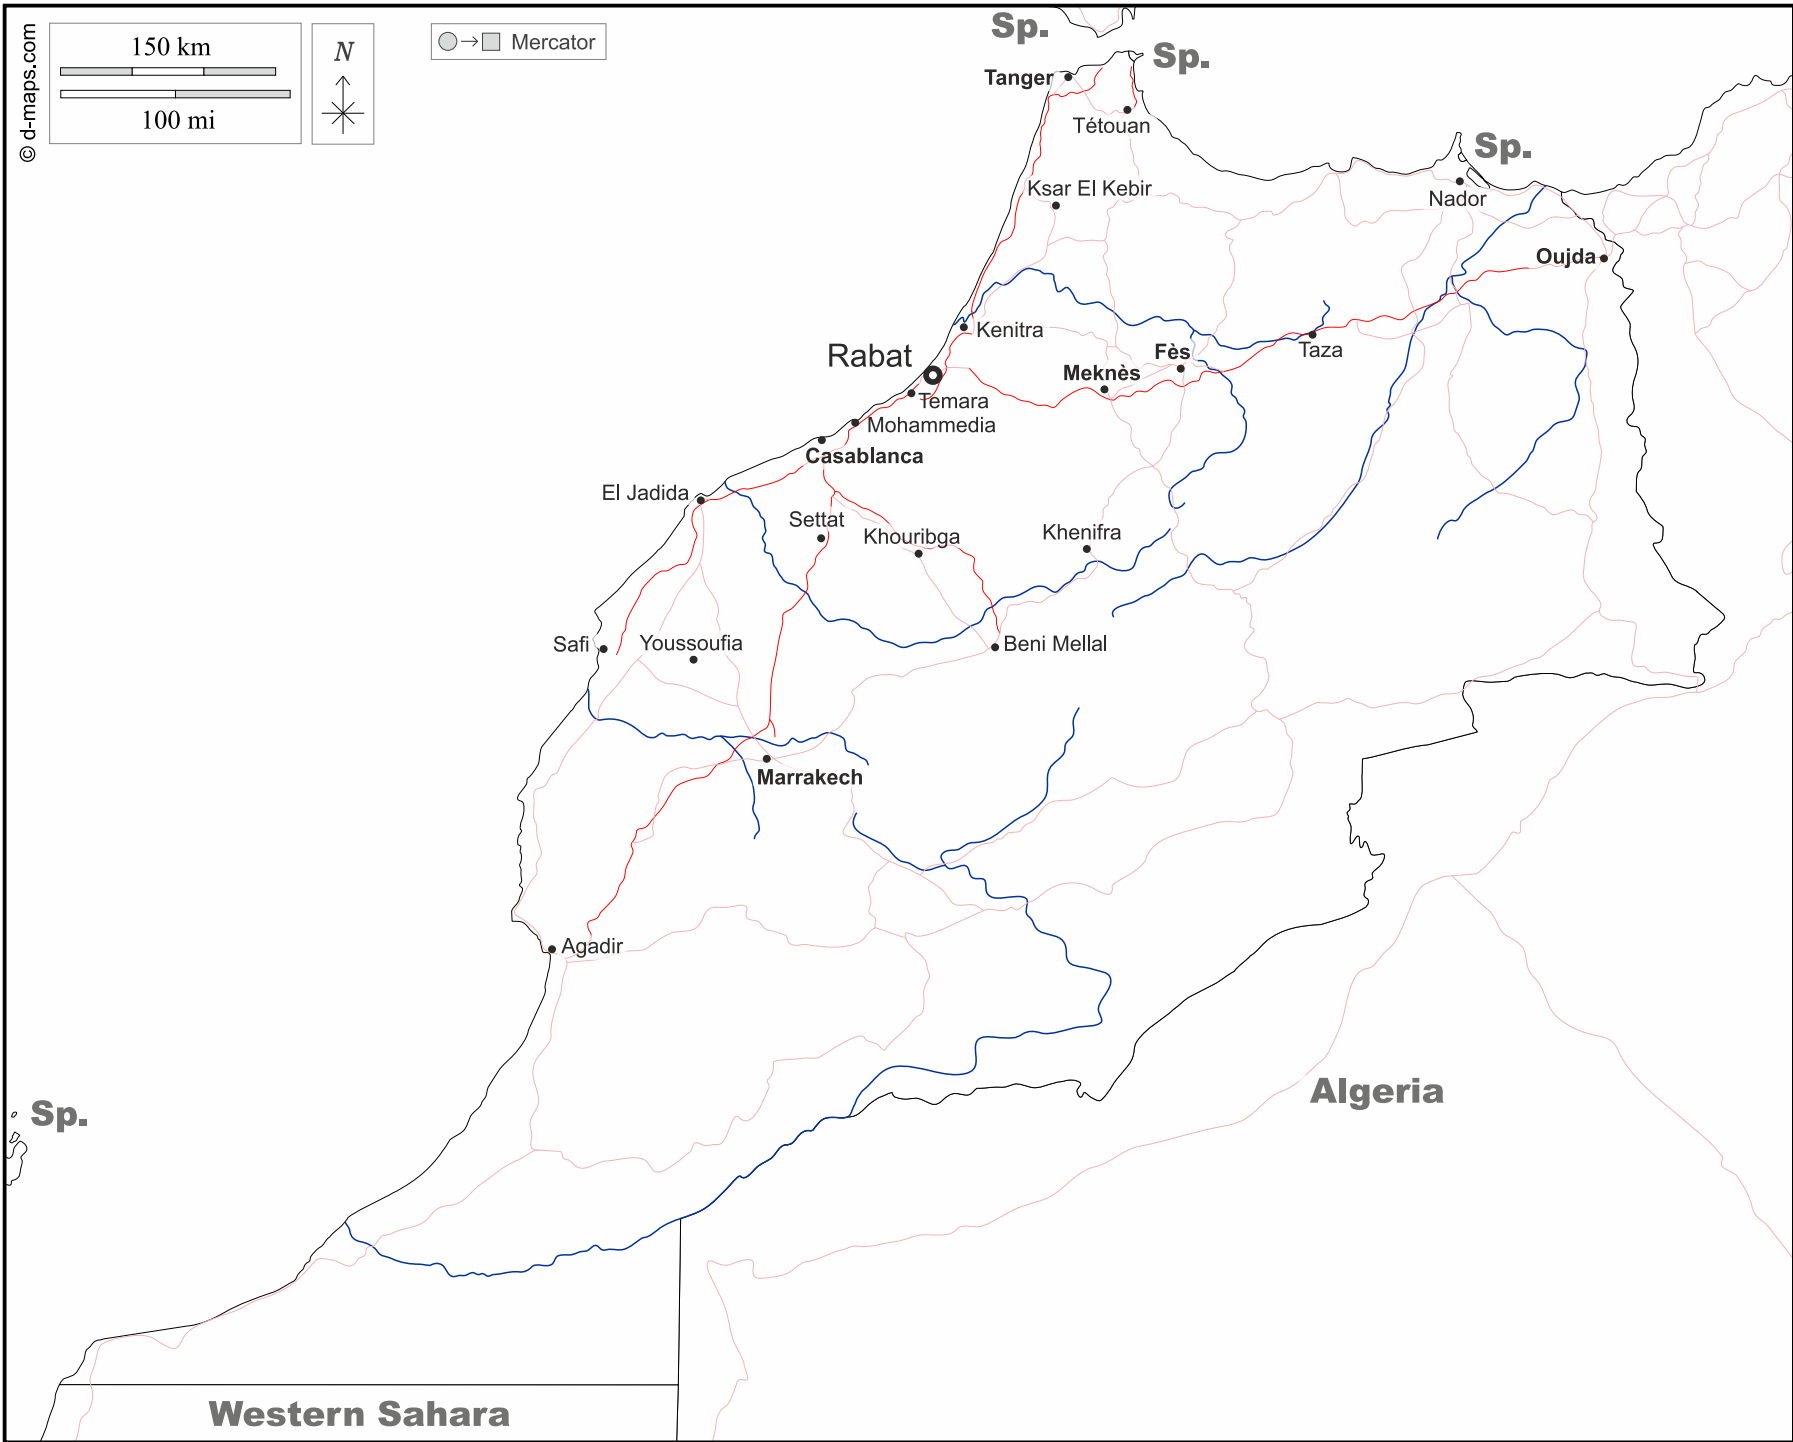 © d-maps.com
150 km
100 mi
N
Mercator
Sp.
Sp.
Tanger
Tétouan
Sp.
Ksar El Kebir
Nador
Oujda
Kenitra
Rabat
Fès
Taza
Meknès
Temara
Mohammedia
Casablanca
El Jadida
Settat
Khouribga
Khenifra
Safi
Youssoufia
Beni Mellal
Marrakech
Agadir
Algeria
Sp.
Western Sahara